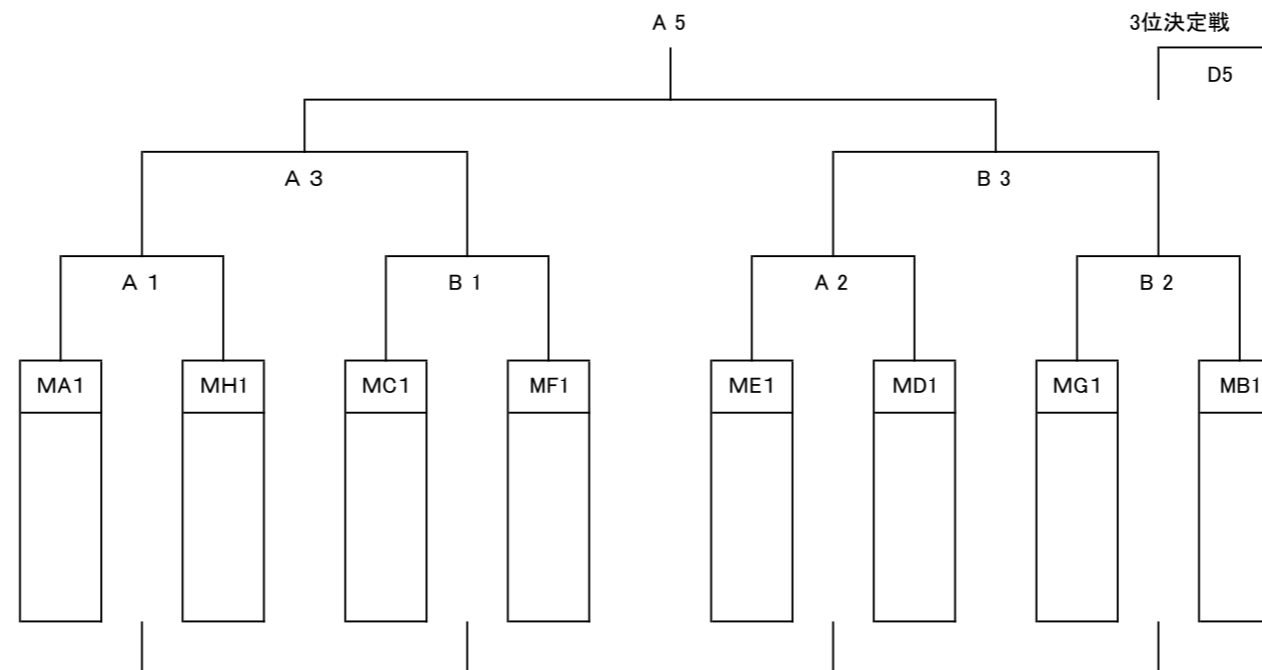 A 5
3位決定戦
D5
A 3
B 3
A 1
B 1
A 2
B 2
MA1
MH1
MC1
MF1
ME1
MD1
MG1
MB1